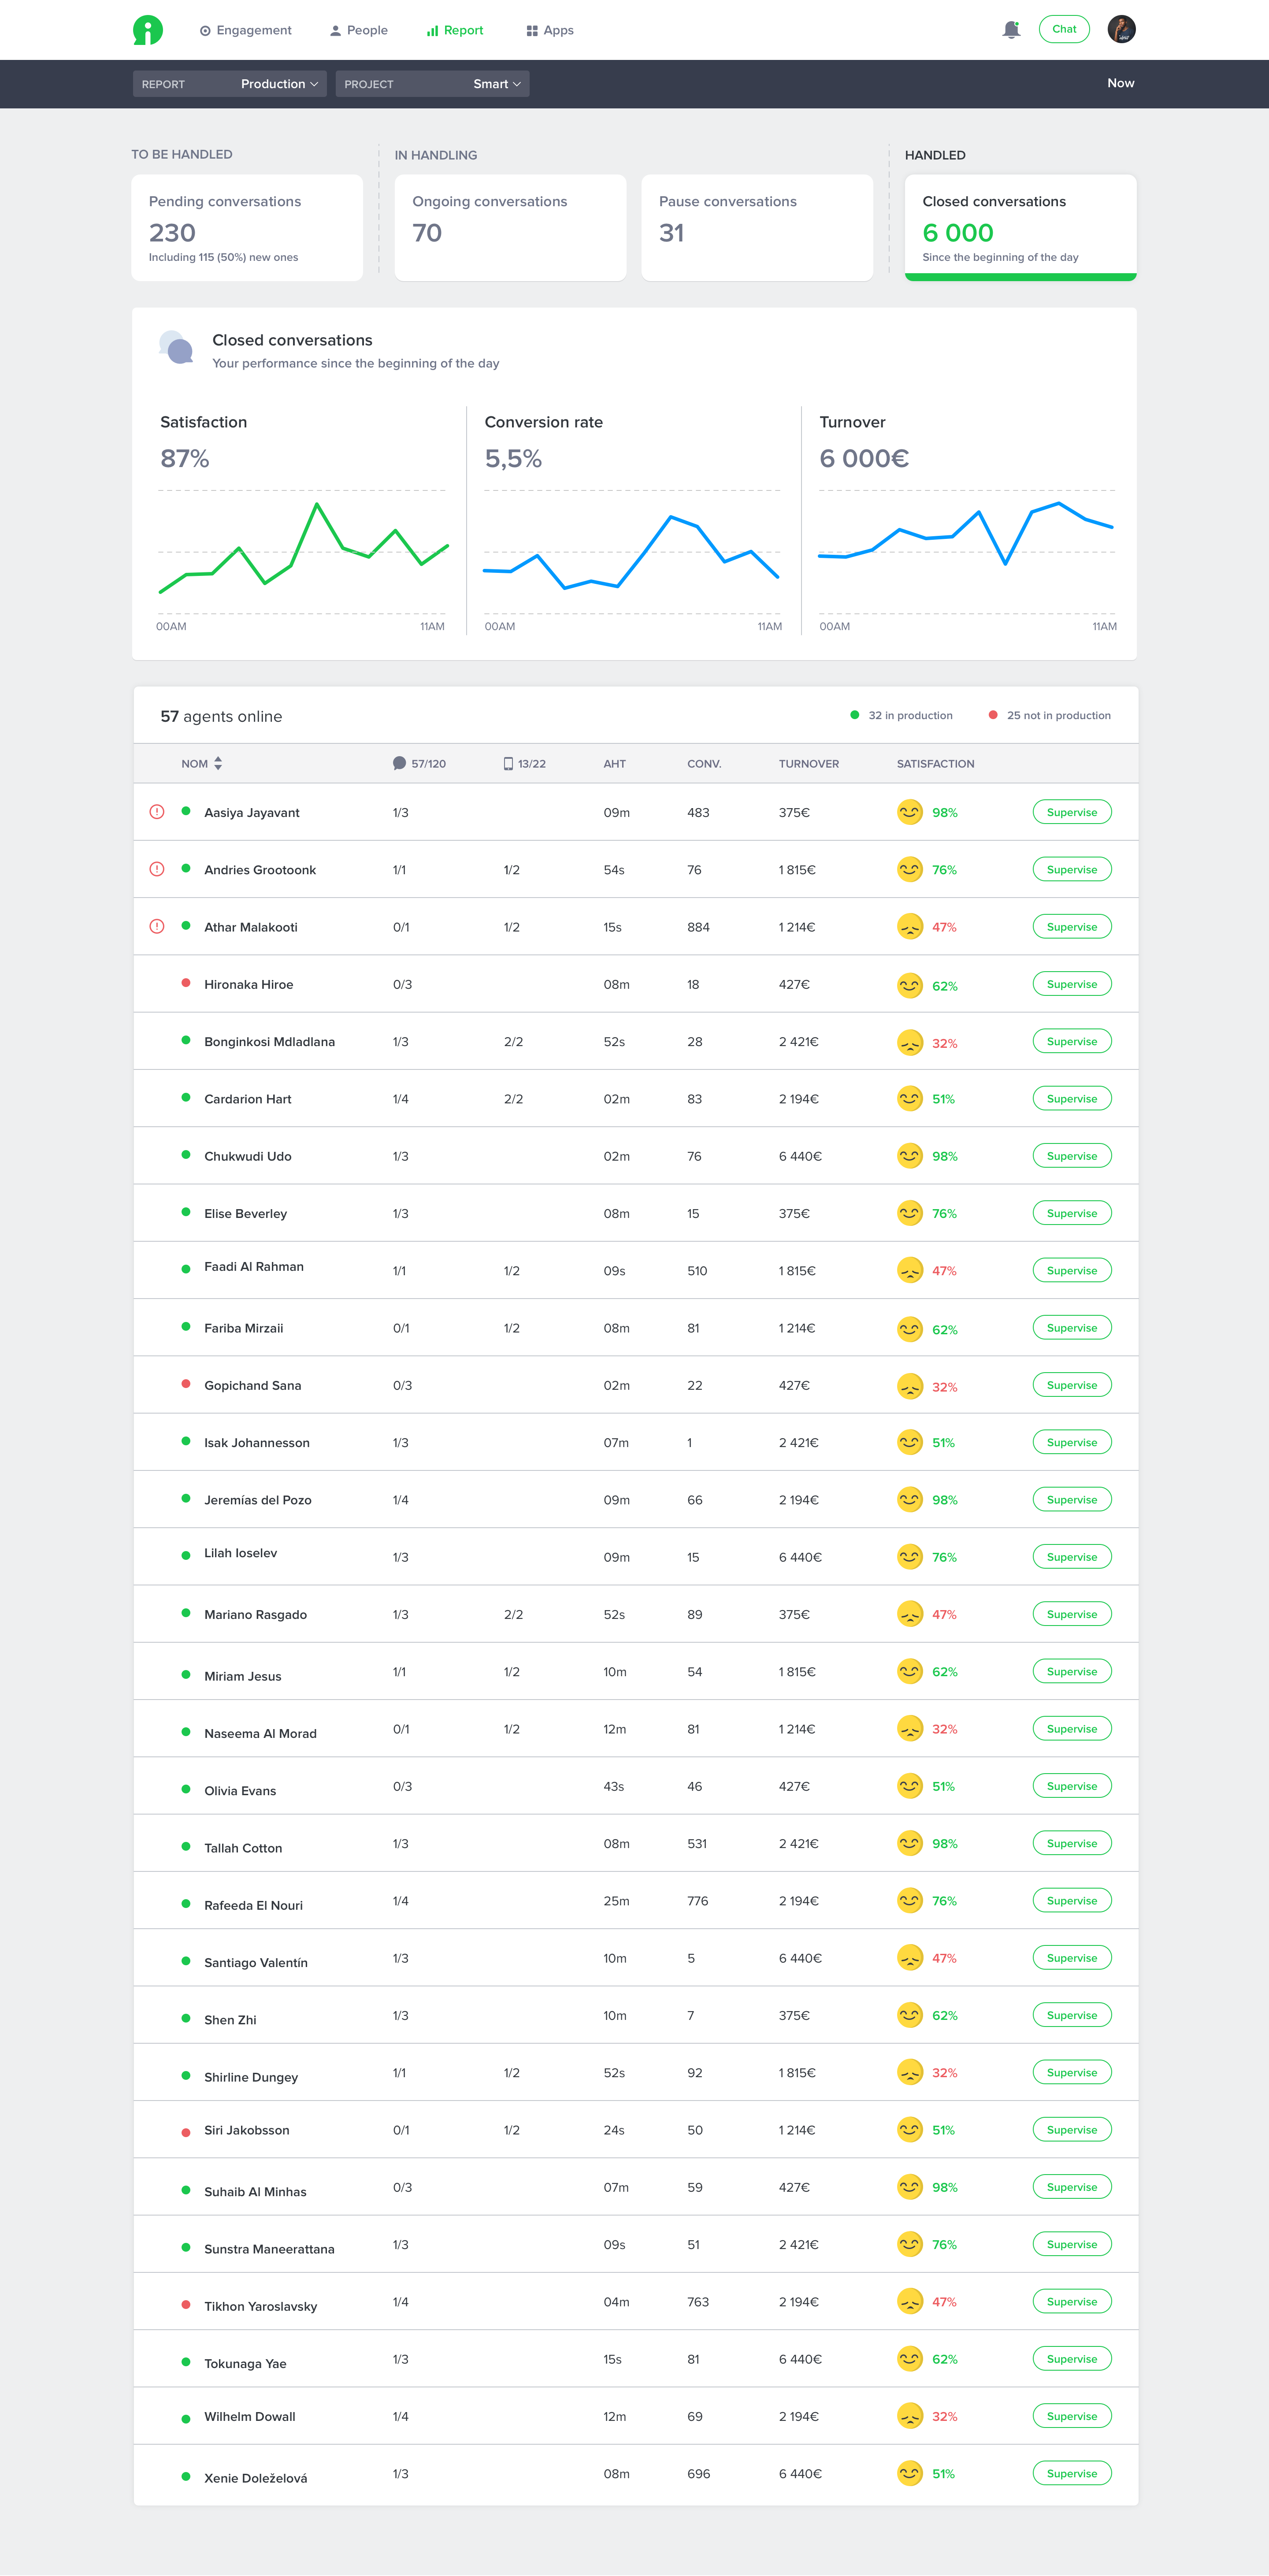 Engagement People Report Apps Chat
REPORT Production PROJECT Smart Now
TO BE HANDLED IN HANDLING HANDLED
Pending conversations Ongoing conversations Pause conversations Closed conversations
230 70 31 6 000
Including 115 (50%) new ones Since the beginning of the day
Closed conversations
Your performance since the beginning of the day
Satisfaction Conversion rate Turnover
87% 5,5% 6 000€
00AM 11AM 00AM 11AM 00AM 11AM
57 agents online 32 in production 25 not in production
NOM 57/120 13/22 AHT CONV. TURNOVER SATISFACTION
Aasiya Jayavant 1/3 09m 483 375€ 98% Supervise
Andries Grootoonk 1/1 1/2 54s 76 1 815€ 76% Supervise
Athar Malakooti 0/1 1/2 15s 884 1 214€ 47% Supervise
Hironaka Hiroe 0/3 08m 18 427€ 62% Supervise
Bonginkosi Mdladlana 1/3 2/2 52s 28 2 421€ 32% Supervise
Cardarion Hart 1/4 2/2 02m 83 2 194€ 51% Supervise
Chukwudi Udo 1/3 02m 76 6 440€ 98% Supervise
Elise Beverley 1/3 08m 15 375€ 76% Supervise
Faadi Al Rahman 1/1 1/2 09s 510 1 815€ 47% Supervise
Fariba Mirzaii 0/1 1/2 08m 81 1 214€ 62% Supervise
Gopichand Sana 0/3 02m 22 427€ 32% Supervise
Isak Johannesson 1/3 07m 1 2 421€ 51% Supervise
Jeremías del Pozo 1/4 09m 66 2 194€ 98% Supervise
Lilah Ioselev 1/3 09m 15 6 440€ 76% Supervise
Mariano Rasgado 1/3 2/2 52s 89 375€ 47% Supervise
Miriam Jesus 1/1 1/2 10m 54 1 815€ 62% Supervise
Naseema Al Morad 0/1 1/2 12m 81 1 214€ 32% Supervise
Olivia Evans 0/3 43s 46 427€ 51% Supervise
Tallah Cotton 1/3 08m 531 2 421€ 98% Supervise
Rafeeda El Nouri 1/4 25m 776 2 194€ 76% Supervise
Santiago Valentín 1/3 10m 5 6 440€ 47% Supervise
Shen Zhi 1/3 10m 7 375€ 62% Supervise
Shirline Dungey 1/1 1/2 52s 92 1 815€ 32% Supervise
Siri Jakobsson 0/1 1/2 24s 50 1 214€ 51% Supervise
Suhaib Al Minhas 0/3 07m 59 427€ 98% Supervise
Sunstra Maneerattana 1/3 09s 51 2 421€ 76% Supervise
Tikhon Yaroslavsky 1/4 04m 763 2 194€ 47% Supervise
Tokunaga Yae 1/3 15s 81 6 440€ 62% Supervise
Wilhelm Dowall 1/4 12m 69 2 194€ 32% Supervise
Xenie Doleželová 1/3 08m 696 6 440€ 51% Supervise